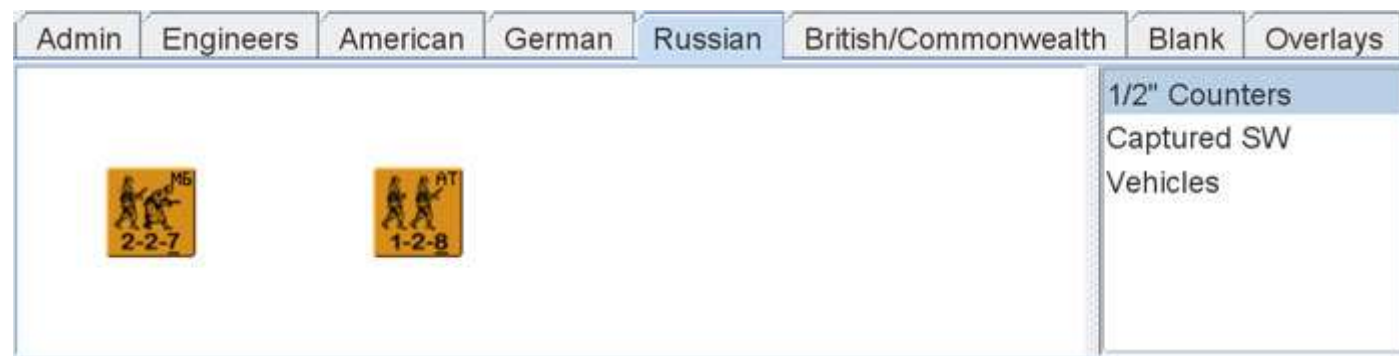 Admin Engineers American German Russian British/Commonwealth Blank Overlays
1/2" Counters
Captured SW
Vehicles
МБ
2-2-7
АТ
1-2-8